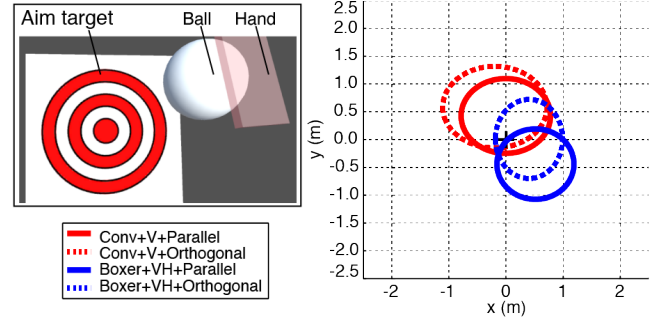 Aim target
Ball
Hand
Conv+V+Parallel
Conv+V+Orthogonal
Boxer+VH+Parallel
Boxer+VH+Orthogonal
2.5
2.0
1.5
1.0
0.5
0.0
-0.5
-1.0
-1.5
-2.0
-2.5
y (m)
-2
-1
0
1
2
x (m)